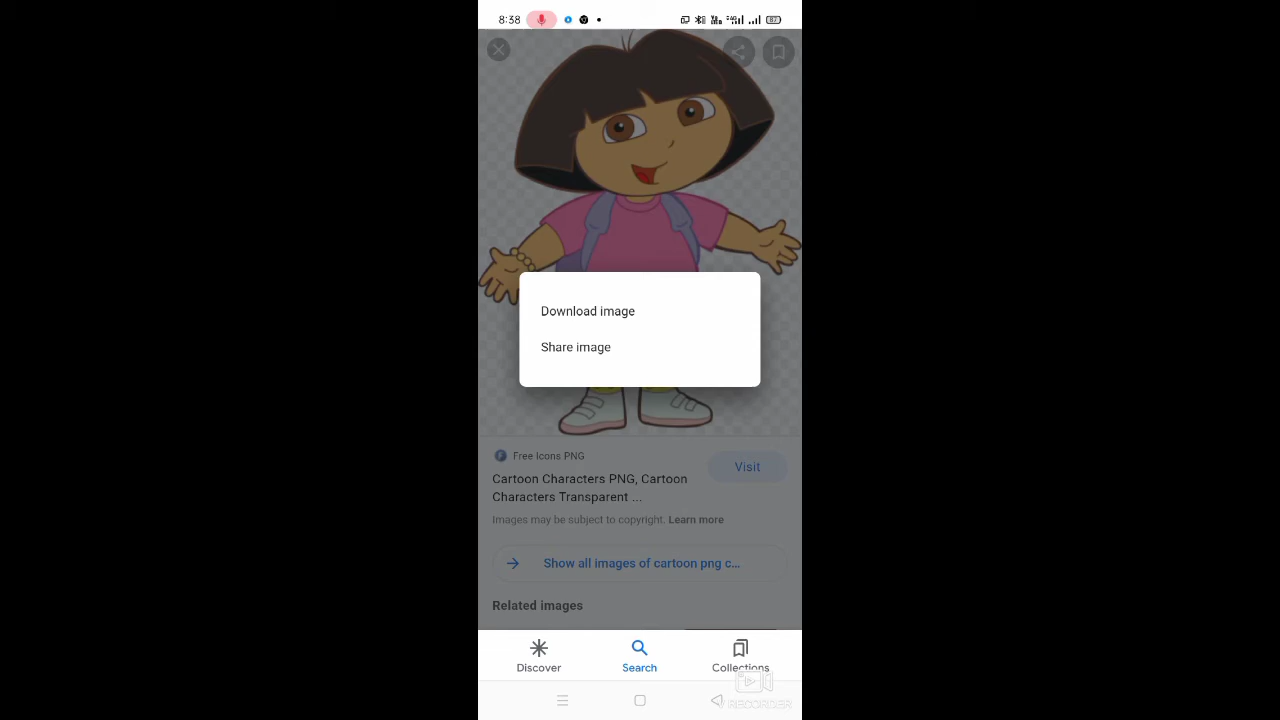 8:38
Download image
Share image
Free Icons PNG
Cartoon Characters PNG, Cartoon
Characters Transparent ...
Visit
Images may be subject to copyright. Learn more
Show all images of cartoon png c...
Related images
Discover
Search
Collections
RECORDER